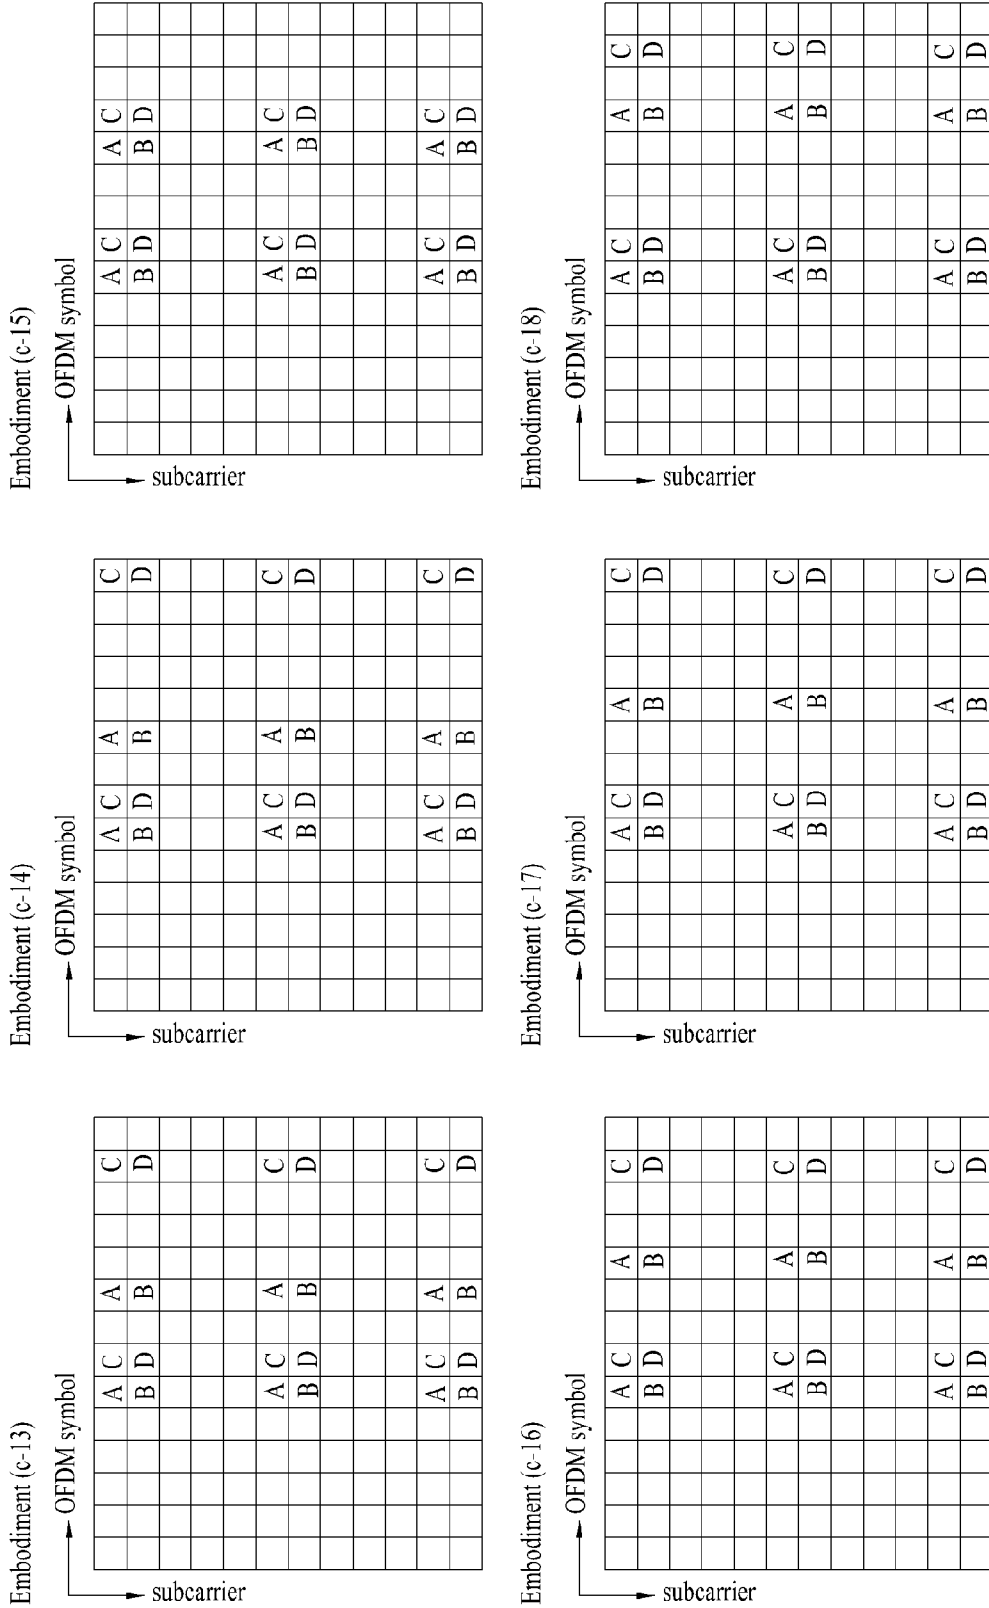 Embodiment (c-13)
OFDM symbol
subcarrier
A C A C
B D B D
A C A C
B D B D
A C A C
B D B D
Embodiment (c-14)
OFDM symbol
subcarrier
A C A C
B D B D
A C A C
B D B D
A C A C
B D B D
Embodiment (c-15)
OFDM symbol
subcarrier
A C A C
B D B D
A C A C
B D B D
A C A C
B D B D
Embodiment (c-16)
OFDM symbol
subcarrier
A C A C
B D B D
A C A C
B D B D
A C A C
B D B D
Embodiment (c-17)
OFDM symbol
subcarrier
A C A C
B D B D
A C A C
B D B D
A C A C
B D B D
Embodiment (c-18)
OFDM symbol
subcarrier
A C A C
B D B D
A C A C
B D B D
A C A C
B D B D